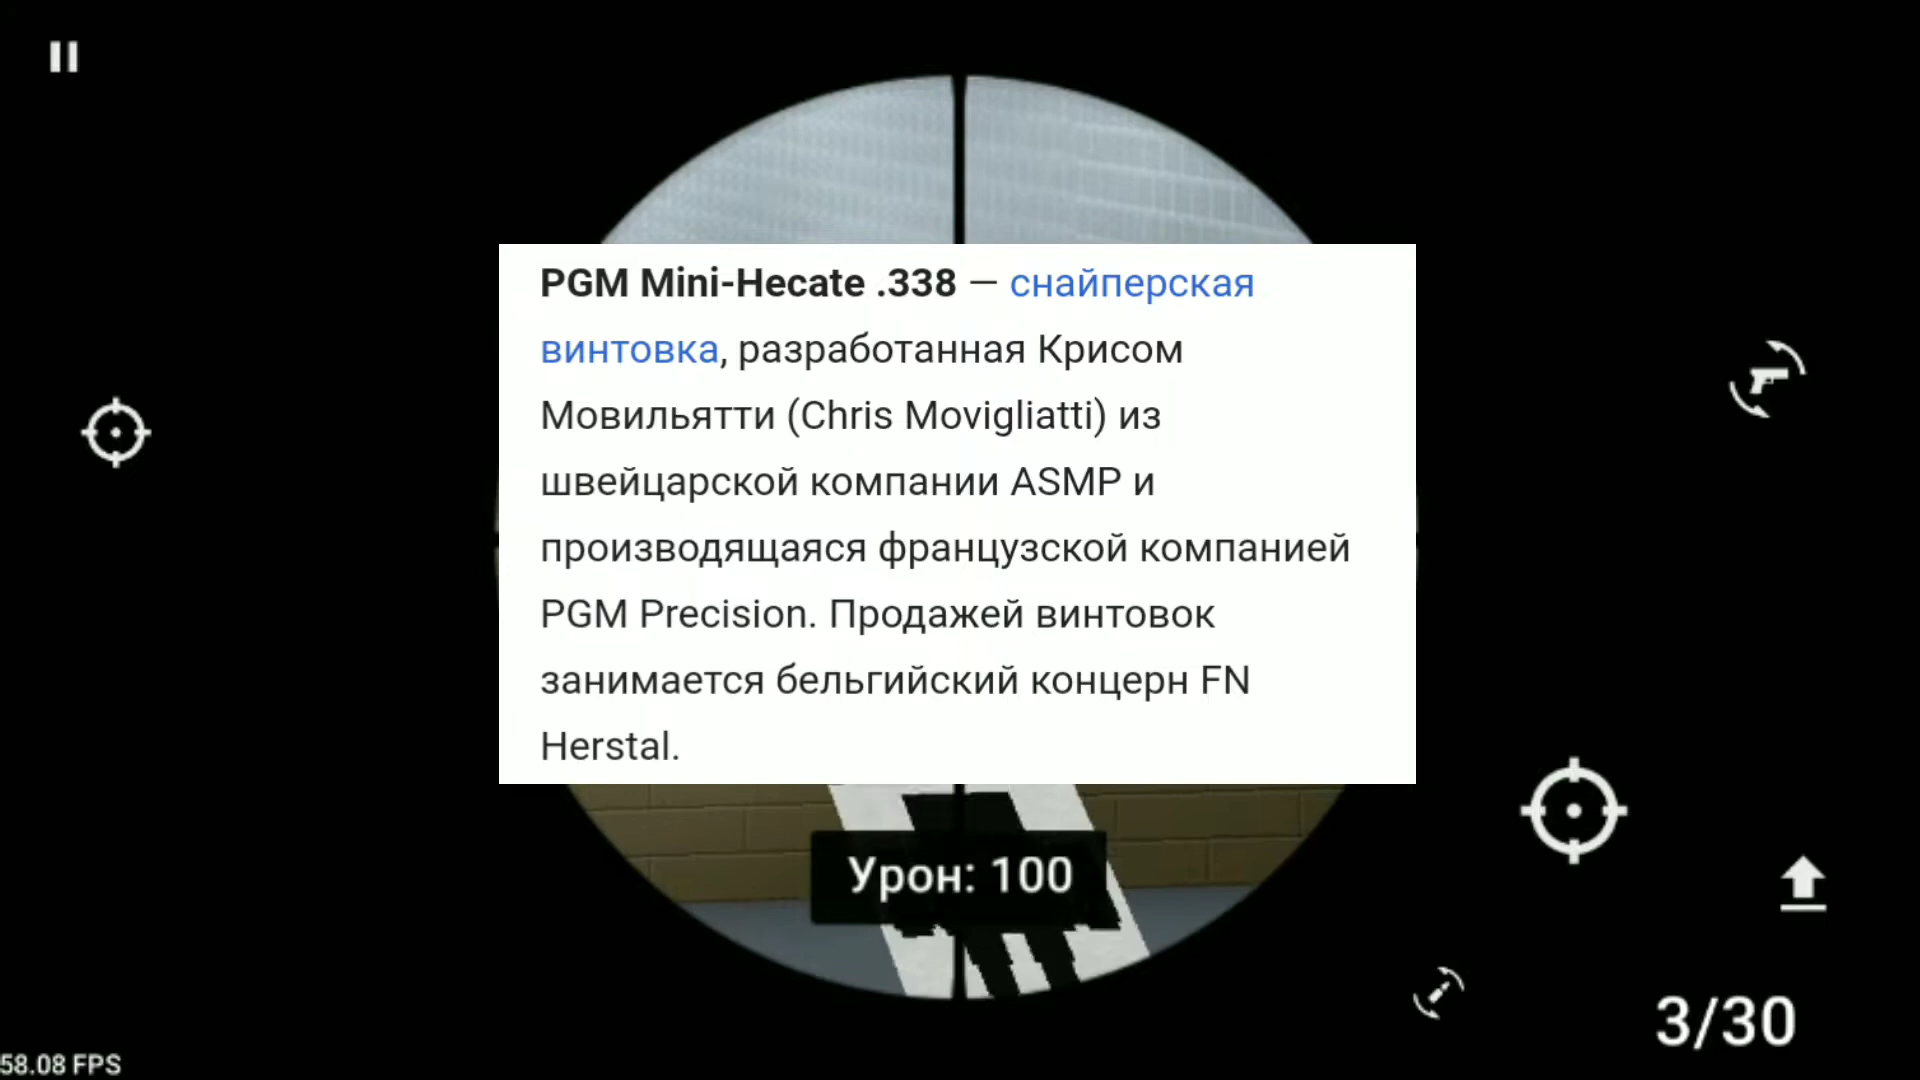 PGM Mini-Hecate .338 — снайперская
винтовка, разработанная Крисом
Мовильятти (Chris Movigliatti) из
швейцарской компании ASMP и
производящаяся французской компанией
PGM Precision. Продажей винтовок
занимается бельгийский концерн FN
Herstal.
Урон: 100
3/30
58.08 FPS